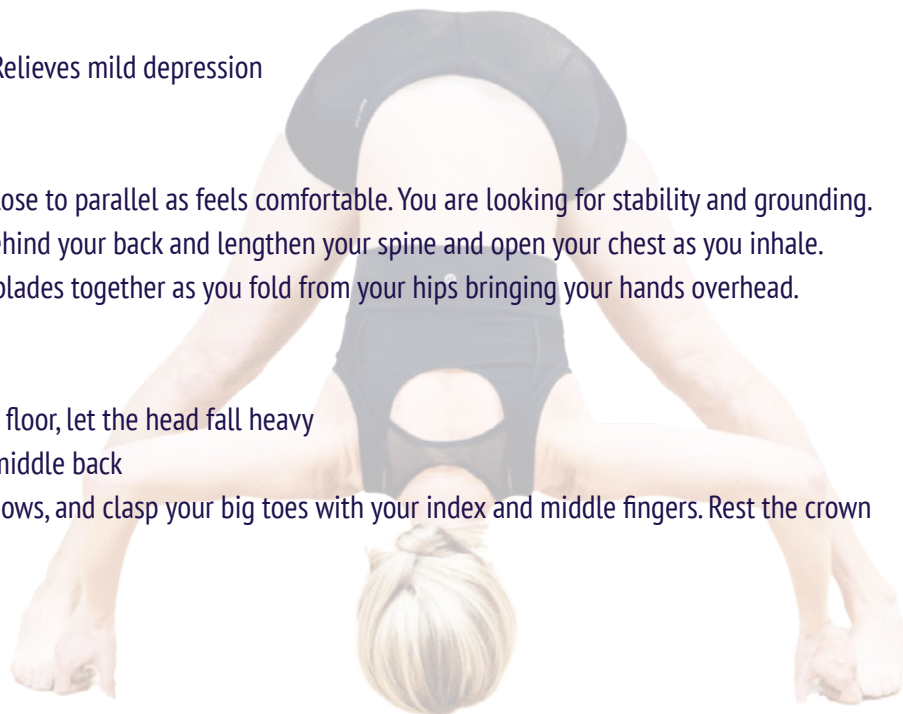 Relieves mild depression
lose to parallel as feels comfortable. You are looking for stability and grounding.
ehind your back and lengthen your spine and open your chest as you inhale.
blades together as you fold from your hips bringing your hands overhead.
floor, let the head fall heavy
middle back
ows, and clasp your big toes with your index and middle fingers. Rest the crown